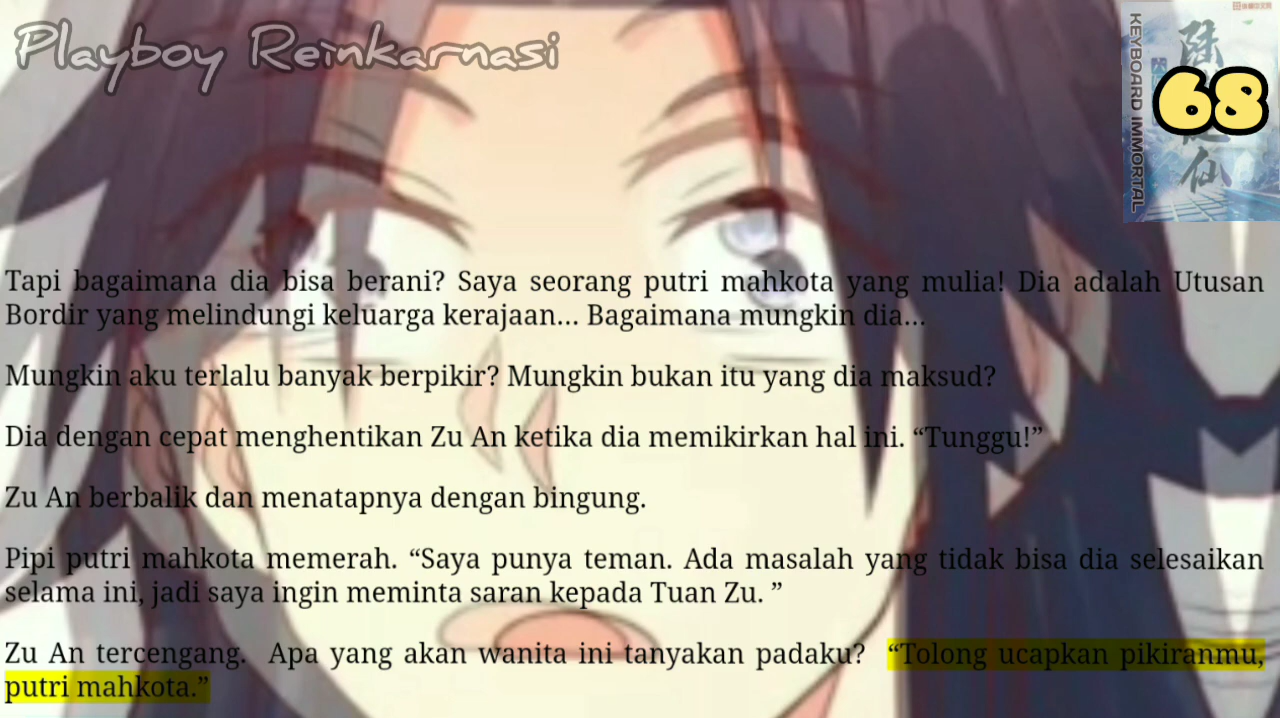 Playboy Reinkarnasi
KEYBOARD IMMORTAL
68
Tapi bagaimana dia bisa berani? Saya seorang putri mahkota yang mulia! Dia adalah Utusan
Bordir yang melindungi keluarga kerajaan... Bagaimana mungkin dia...
Mungkin aku terlalu banyak berpikir? Mungkin bukan itu yang dia maksud?
Dia dengan cepat menghentikan Zu An ketika dia memikirkan hal ini. “Tunggu!”
Zu An berbalik dan menatapnya dengan bingung.
Pipi putri mahkota memerah. “Saya punya teman. Ada masalah yang tidak bisa dia selesaikan
selama ini, jadi saya ingin meminta saran kepada Tuan Zu. ”
Zu An tercengang.  Apa yang akan wanita ini tanyakan padaku?  “Tolong ucapkan pikiranmu,
putri mahkota.”